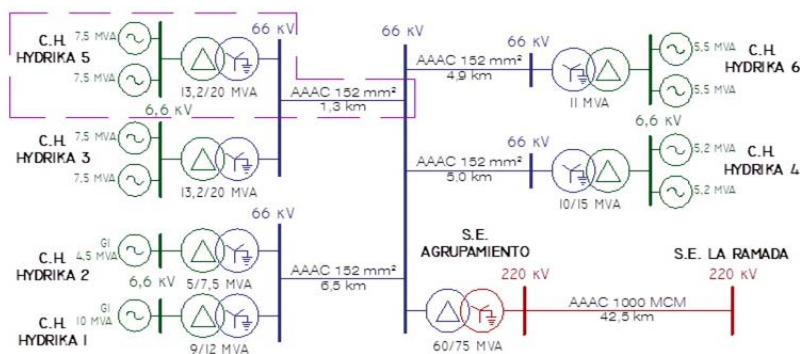 C.H.
HYDRIKA 5
7,5 MVA
7,5 MVA
6,6 kV
13,2/20 MVA
66 kV
AAAC 152 mm²
1,3 km
C.H.
HYDRIKA 3
7,5 MVA
7,5 MVA
13,2/20 MVA
C.H.
HYDRIKA 2
G1
4,5 MVA
6,6 kV
5/7,5 MVA
66 kV
AAAC 152 mm²
6,5 km
C.H.
HYDRIKA 1
G1
10 MVA
9/12 MVA
66 kV
AAAC 152 mm²
4,9 km
66 kV
11 MVA
5,5 MVA
5,5 MVA
6,6 kV
C.H.
HYDRIKA 6
AAAC 152 mm²
5,0 km
66 kV
10/15 MVA
5,2 MVA
5,2 MVA
C.H.
HYDRIKA 4
S.E.
AGRUPAMIENTO
60/75 MVA
220 kV
AAAC 1000 MCM
42,5 km
S.E. LA RAMADA
220 kV